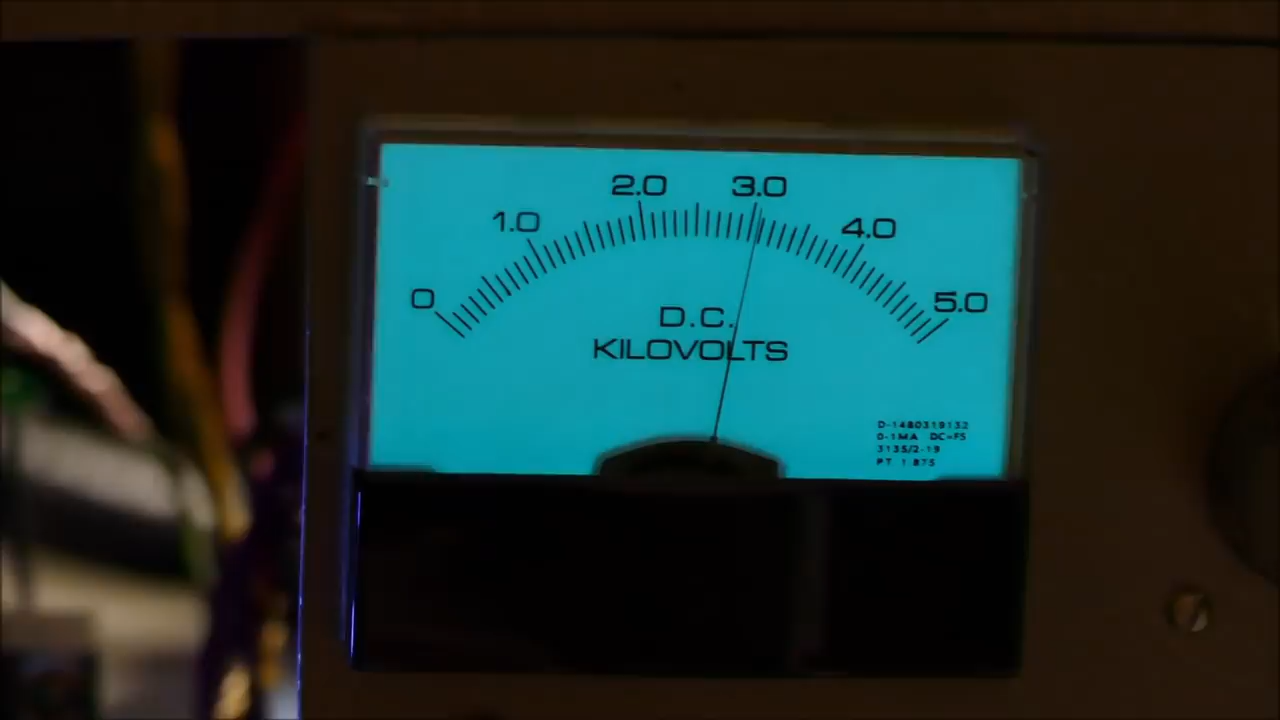 0 1.0 2.0 3.0 4.0 5.0
D.C.
KILOVOLTS
D-1480319132
0-1MA DC=FS
3135/2-19
PT 1 875